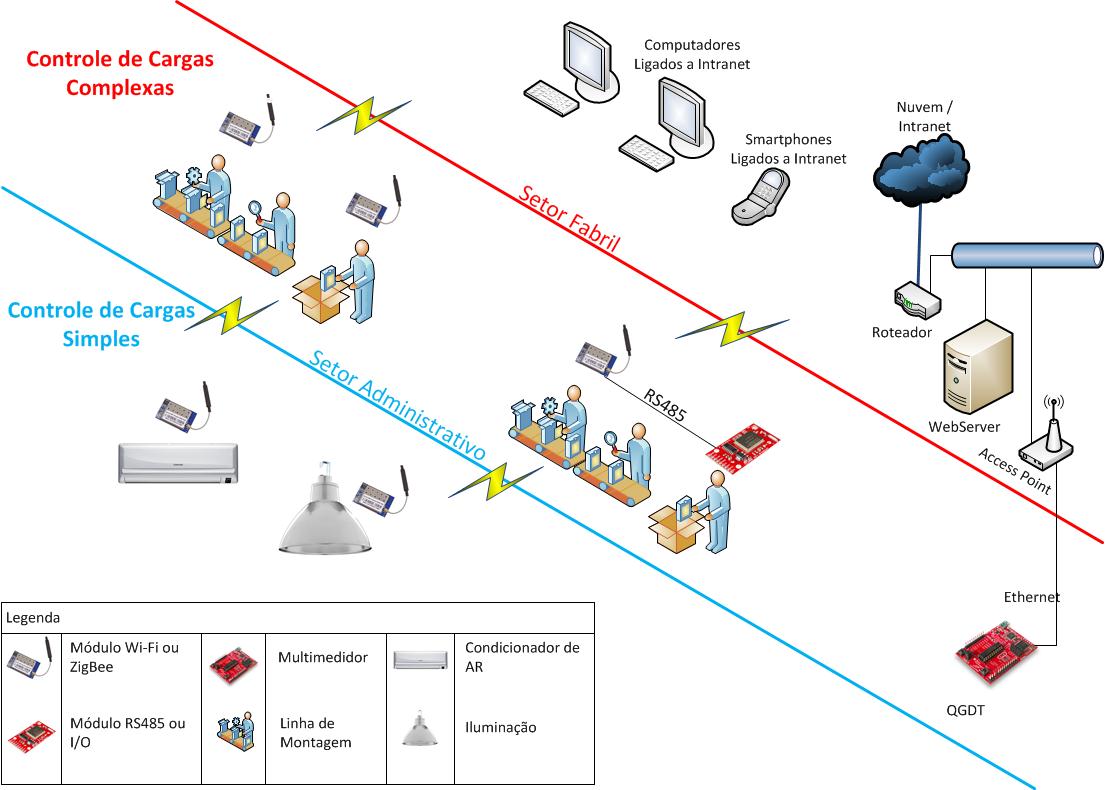 Controle de Cargas
Complexas
Computadores
Ligados a Intranet
Smartphones
Ligados a Intranet
Nuvem /
Intranet
Setor Fabril
Roteador
WebServer
Access Point
Controle de Cargas
Simples
Setor Administrativo
RS485
Ethernet
QGDT
Legenda
Módulo Wi-Fi ou
ZigBee
Multimedidor
Condicionador de
AR
Módulo RS485 ou
I/O
Linha de
Montagem
Iluminação